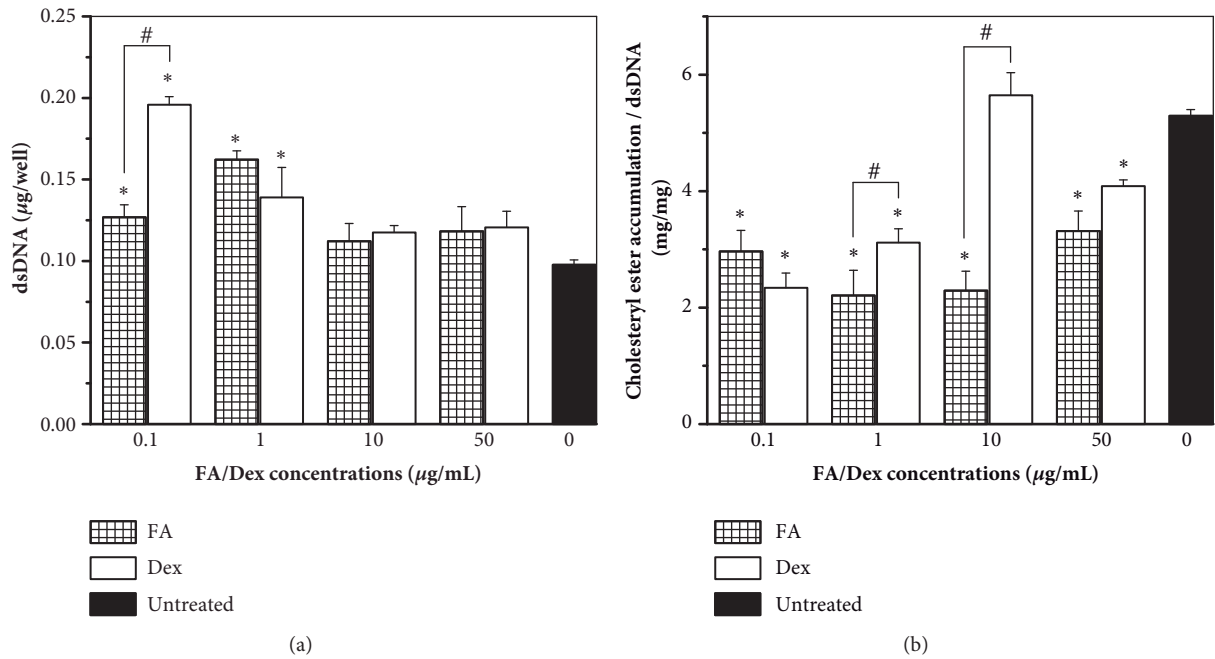 0.25
0.20
0.15
0.10
0.05
0.00
dsDNA (μg/well)
#
*
*
*
*
0.1 1 10 50 0
FA/Dex concentrations (μg/mL)
FA
Dex
Untreated
(a)
6
4
2
0
Cholesteryl ester accumulation / dsDNA
(mg/mg)
#
#
*
*
*
*
*
*
*
0.1 1 10 50 0
FA/Dex concentrations (μg/mL)
FA
Dex
Untreated
(b)